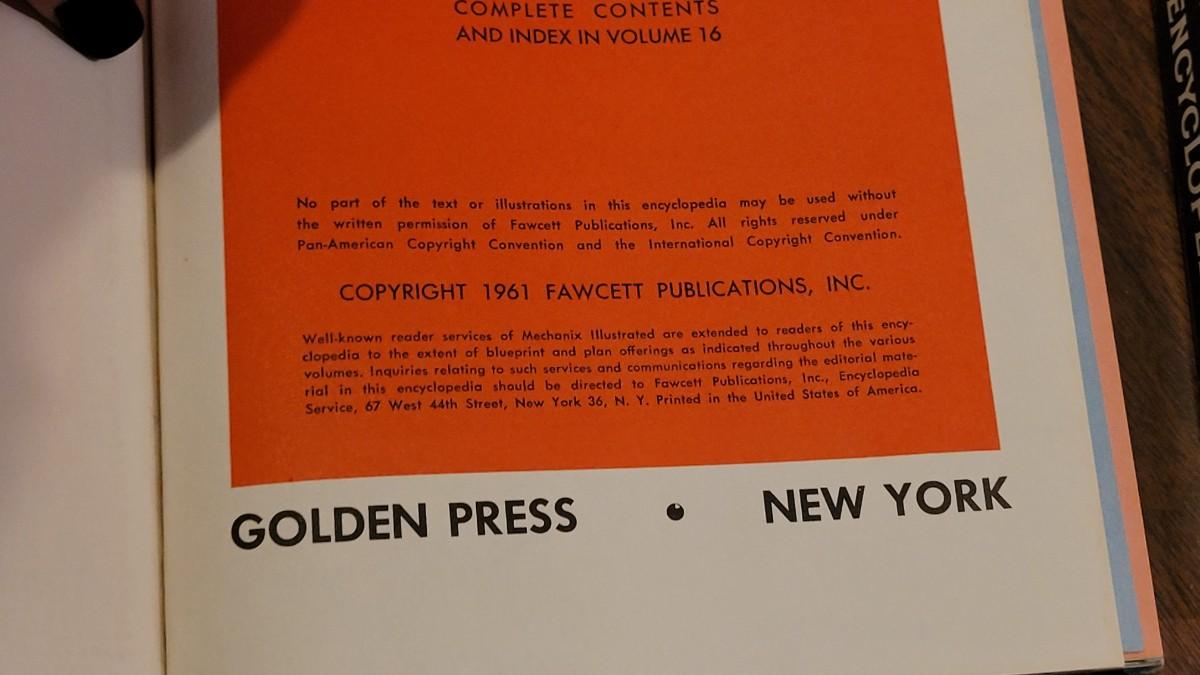 COMPLETE CONTENTS
AND INDEX IN VOLUME 16
No part of the text or illustrations in this encyclopedia may be used without
the written permission of Fawcett Publications, Inc. All rights reserved under
Pan-American Copyright Convention and the International Copyright Convention.
COPYRIGHT 1961 FAWCETT PUBLICATIONS, INC.
Well-known reader services of Mechanix Illustrated are extended to readers of this ency-
clopedia to the extent of blueprint and plan offerings as indicated throughout the various
volumes. Inquiries relating to such services and communications regarding the editorial mate-
rial in this encyclopedia should be directed to Fawcett Publications, Inc., Encyclopedia
Service, 67 West 44th Street, New York 36, N. Y. Printed in the United States of America.
GOLDEN PRESS • NEW YORK